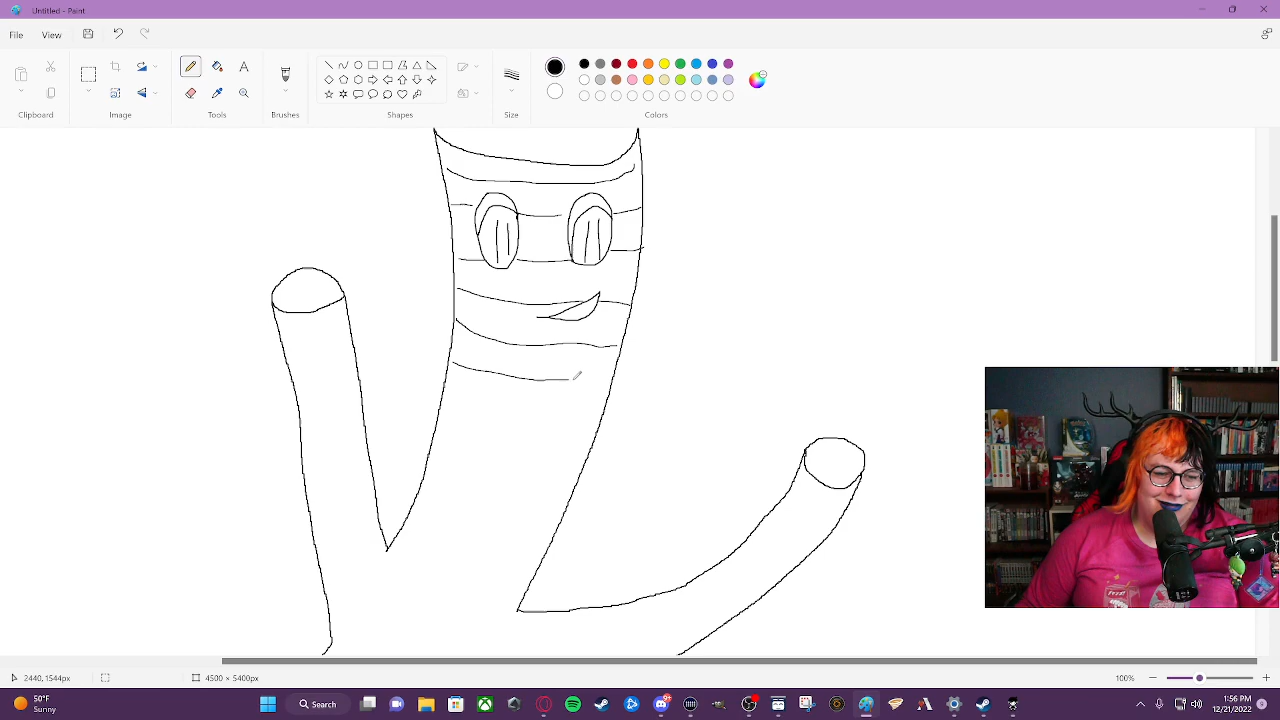 Untitled - Paint
File View
Clipboard Image Tools Brushes Shapes Size Colors
2440, 1544px 4500 × 5400px 100%
50°F
Sunny
Search
1:56 PM
12/21/2022